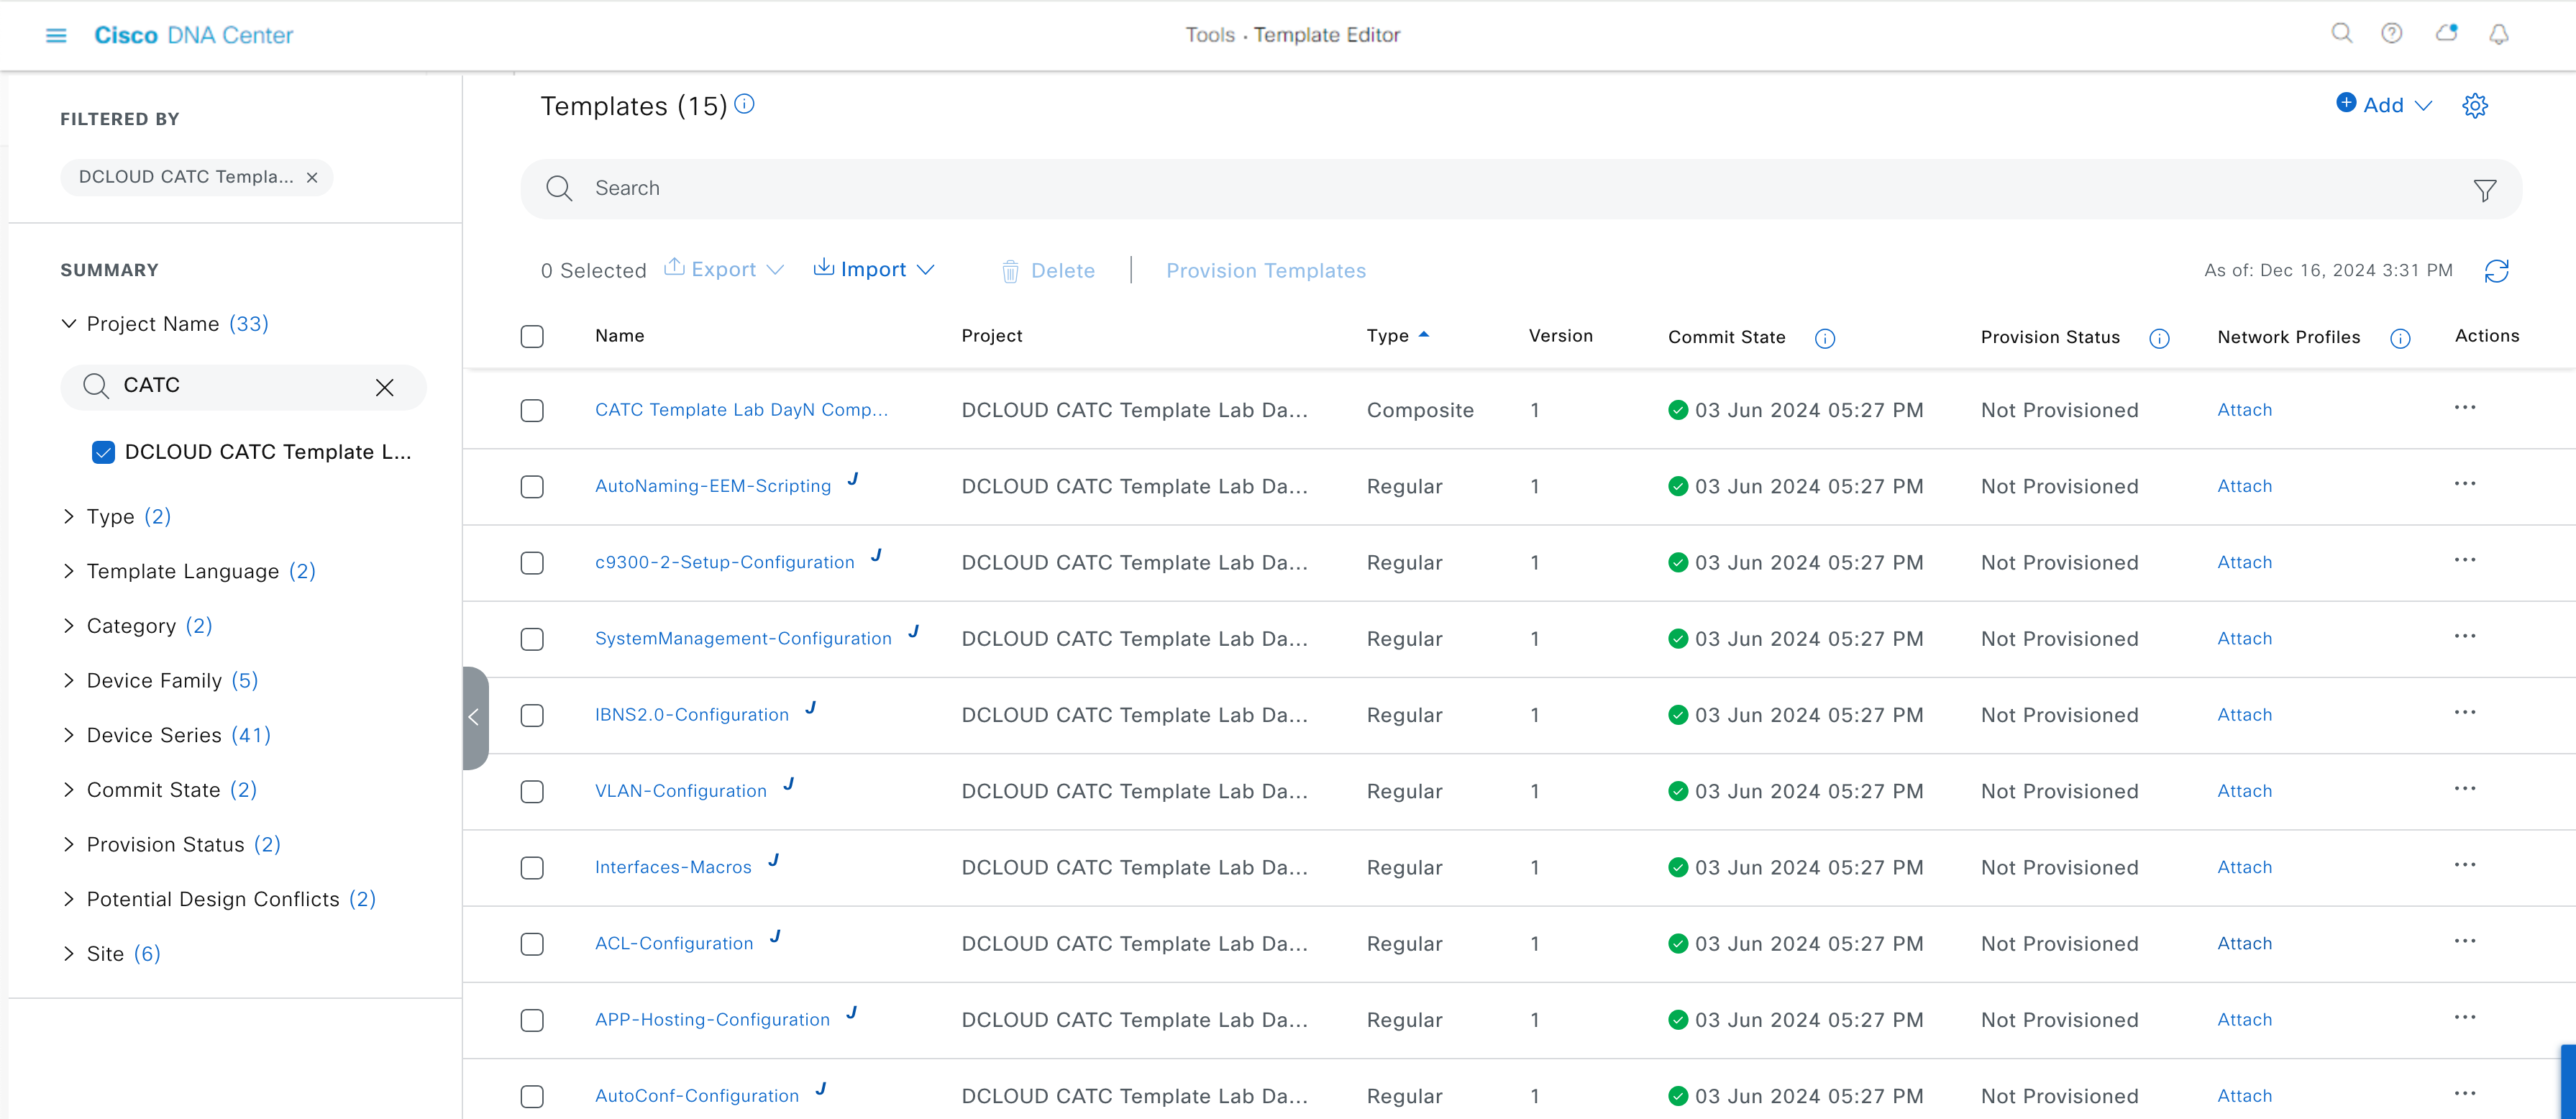 Cisco DNA Center
Tools · Template Editor
FILTERED BY
DCLOUD CATC Templa...
SUMMARY
Project Name (33)
CATC
DCLOUD CATC Template L...
Type (2)
Template Language (2)
Category (2)
Device Family (5)
Device Series (41)
Commit State (2)
Provision Status (2)
Potential Design Conflicts (2)
Site (6)
Templates (15)
Add
Search
0 Selected Export Import Delete Provision Templates As of: Dec 16, 2024 3:31 PM
Name Project Type Version Commit State Provision Status Network Profiles Actions
CATC Template Lab DayN Comp... DCLOUD CATC Template Lab Da... Composite 1 03 Jun 2024 05:27 PM Not Provisioned Attach ...
AutoNaming-EEM-Scripting J DCLOUD CATC Template Lab Da... Regular 1 03 Jun 2024 05:27 PM Not Provisioned Attach ...
c9300-2-Setup-Configuration J DCLOUD CATC Template Lab Da... Regular 1 03 Jun 2024 05:27 PM Not Provisioned Attach ...
SystemManagement-Configuration J DCLOUD CATC Template Lab Da... Regular 1 03 Jun 2024 05:27 PM Not Provisioned Attach ...
IBNS2.0-Configuration J DCLOUD CATC Template Lab Da... Regular 1 03 Jun 2024 05:27 PM Not Provisioned Attach ...
VLAN-Configuration J DCLOUD CATC Template Lab Da... Regular 1 03 Jun 2024 05:27 PM Not Provisioned Attach ...
Interfaces-Macros J DCLOUD CATC Template Lab Da... Regular 1 03 Jun 2024 05:27 PM Not Provisioned Attach ...
ACL-Configuration J DCLOUD CATC Template Lab Da... Regular 1 03 Jun 2024 05:27 PM Not Provisioned Attach ...
APP-Hosting-Configuration J DCLOUD CATC Template Lab Da... Regular 1 03 Jun 2024 05:27 PM Not Provisioned Attach ...
AutoConf-Configuration J DCLOUD CATC Template Lab Da... Regular 1 03 Jun 2024 05:27 PM Not Provisioned Attach ...